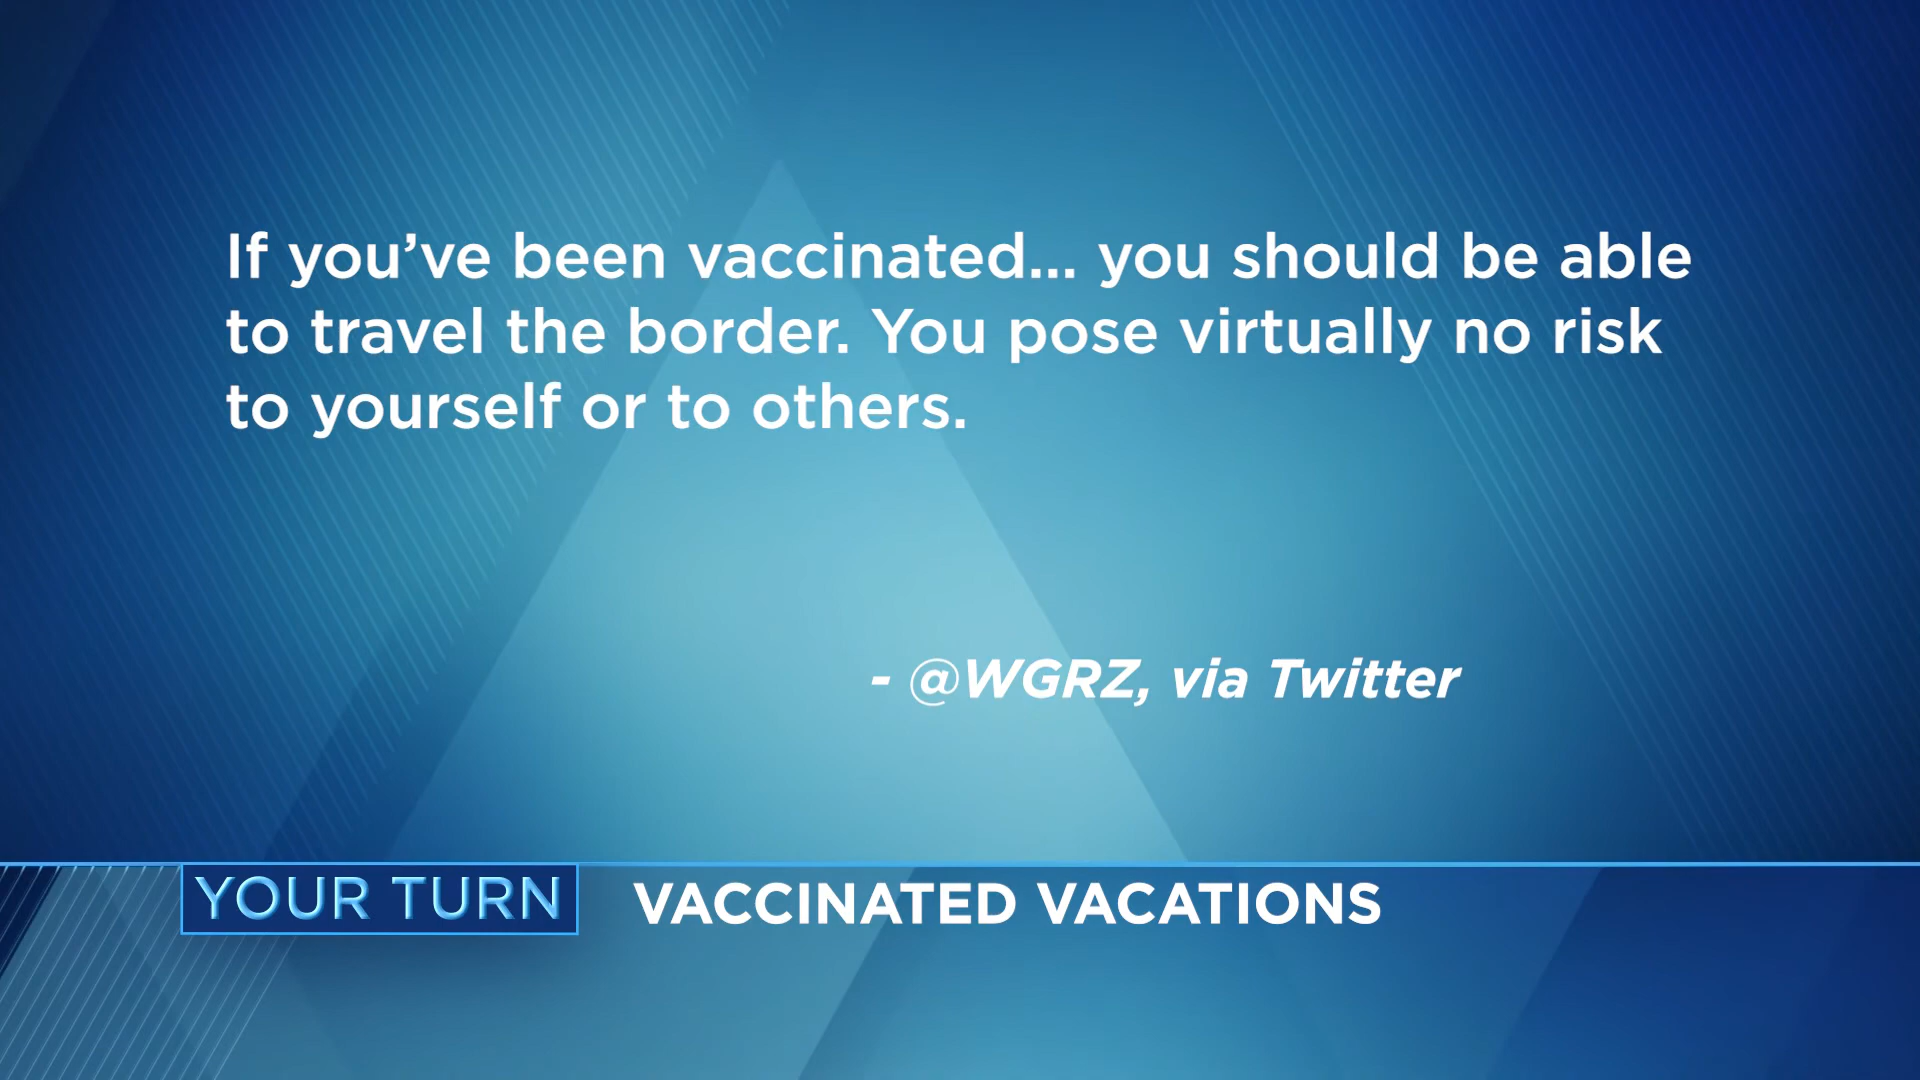 If you’ve been vaccinated... you should be able
to travel the border. You pose virtually no risk
to yourself or to others.
- @WGRZ, via Twitter
YOUR TURN
VACCINATED VACATIONS